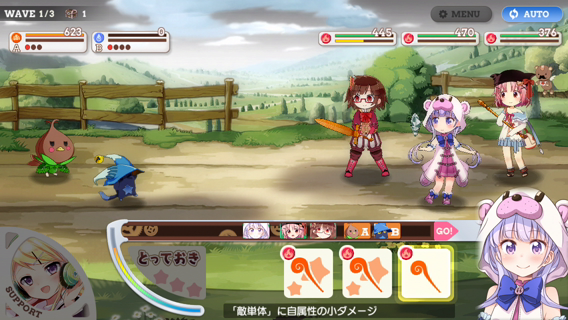 WAVE 1/3 1
MENU
AUTO
623
0
A
B
445
470
376
A
B
GO!
とっておき
SUPPORT
「敵単体」に自属性の小ダメージ